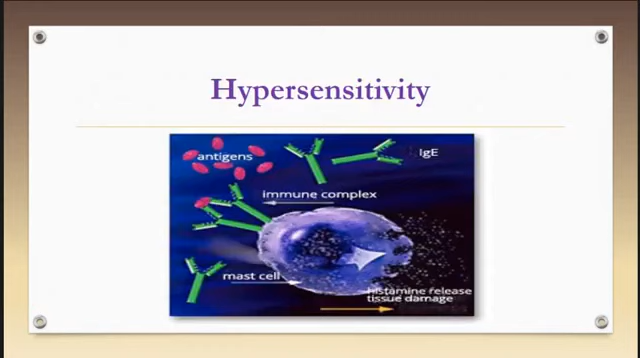 Hypersensitivity
antigens
IgE
immune complex
mast cell
histamine release
tissue damage